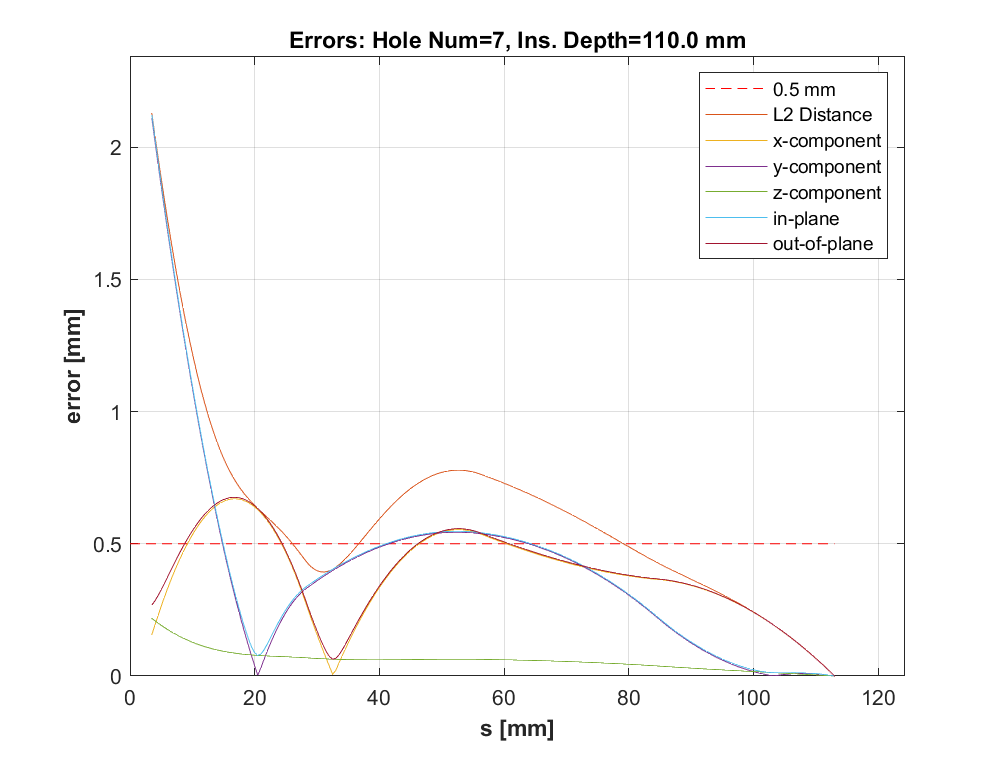 Errors: Hole Num=7, Ins. Depth=110.0 mm
0.5 mm
L2 Distance
x-component
y-component
z-component
in-plane
out-of-plane
2
1.5
1
0.5
0
error [mm]
0 20 40 60 80 100 120
s [mm]